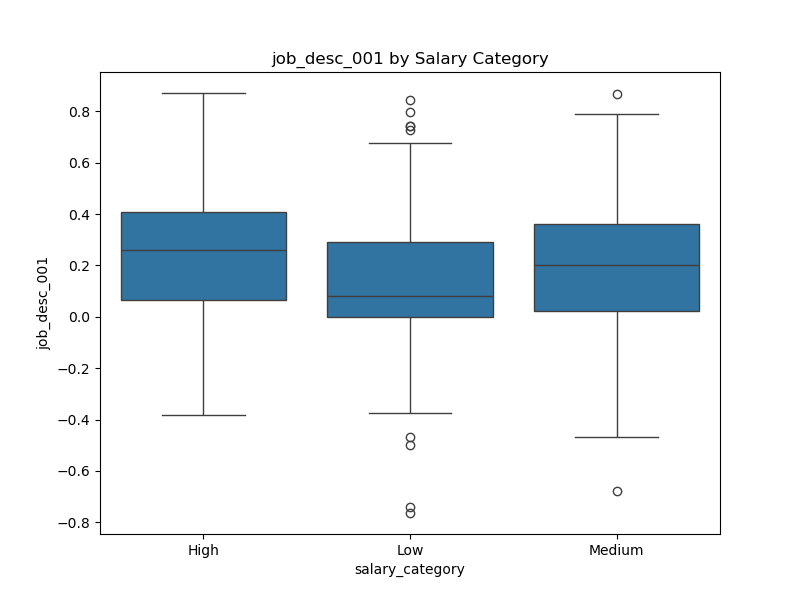 job_desc_001 by Salary Category
job_desc_001
0.8
0.6
0.4
0.2
0.0
−0.2
−0.4
−0.6
−0.8
High Low Medium
salary_category